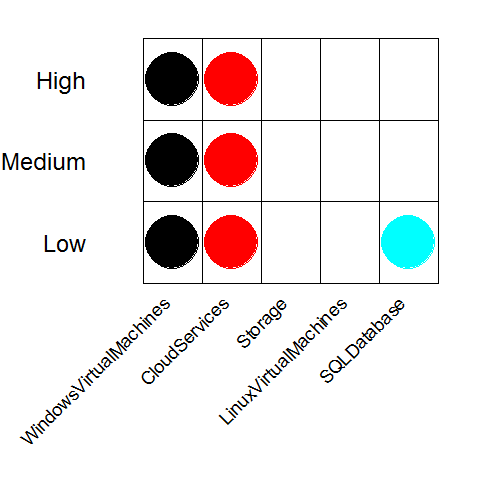 High
Medium
Low
WindowsVirtualMachines
CloudServices
Storage
LinuxVirtualMachines
SQLDatabase